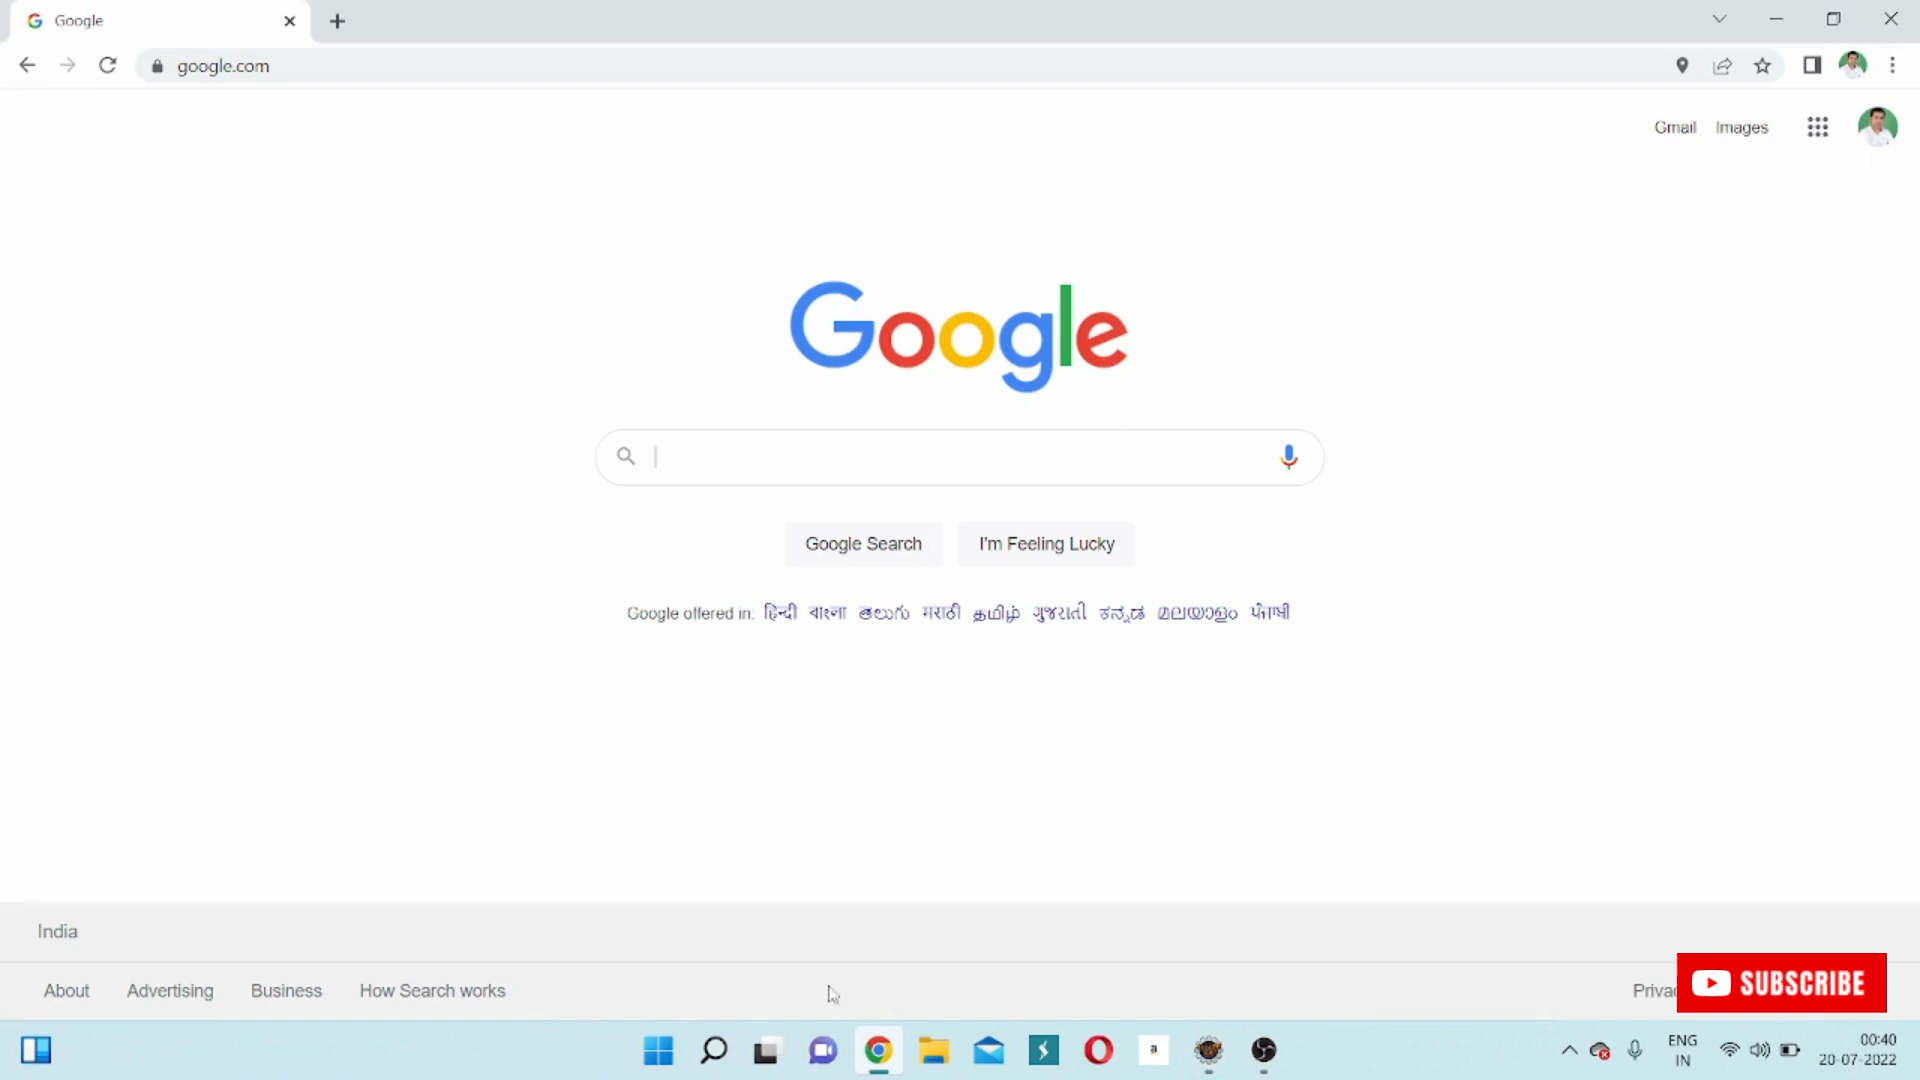 Google
google.com
Gmail Images
Google
Google Search I'm Feeling Lucky
Google offered in: हिन्दी বাংলা తెలుగు मराठी தமிழ் ગુજરાતી ಕನ್ನಡ മലയാളം ਪੰਜਾਬੀ
India
About Advertising Business How Search works
SUBSCRIBE
a
ENG
IN
00:40
20-07-2022